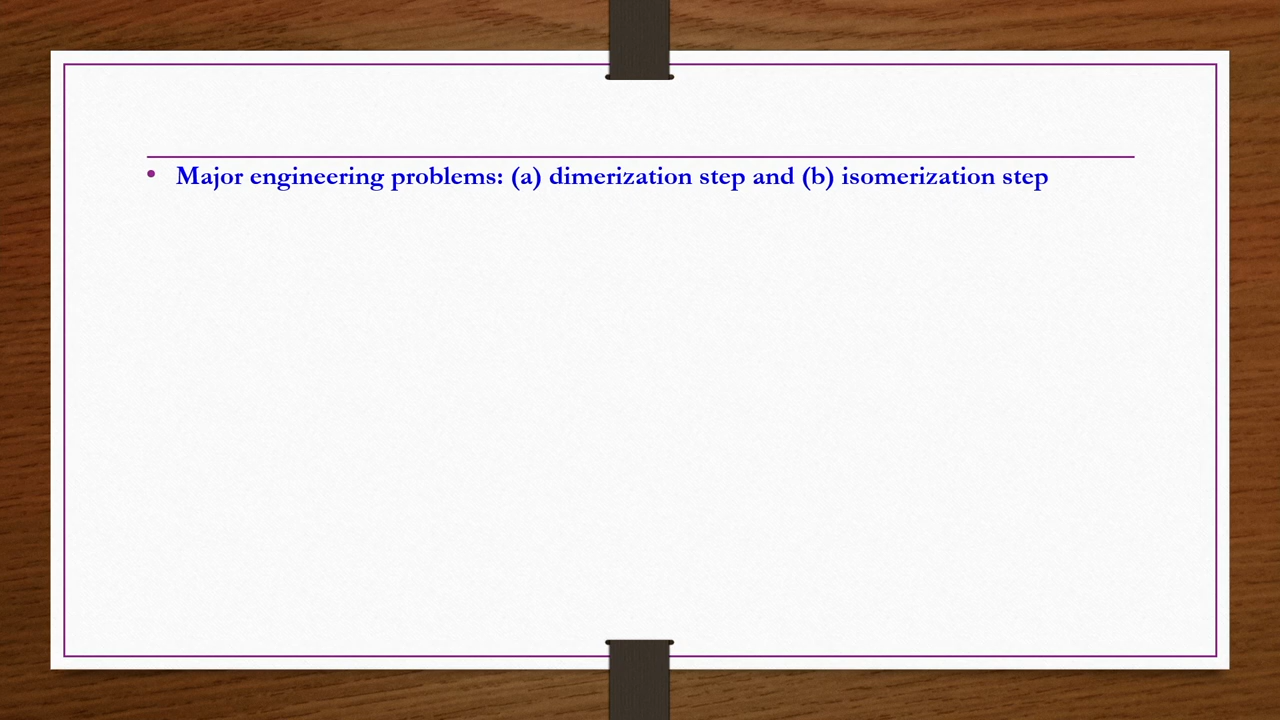 • Major engineering problems: (a) dimerization step and (b) isomerization step